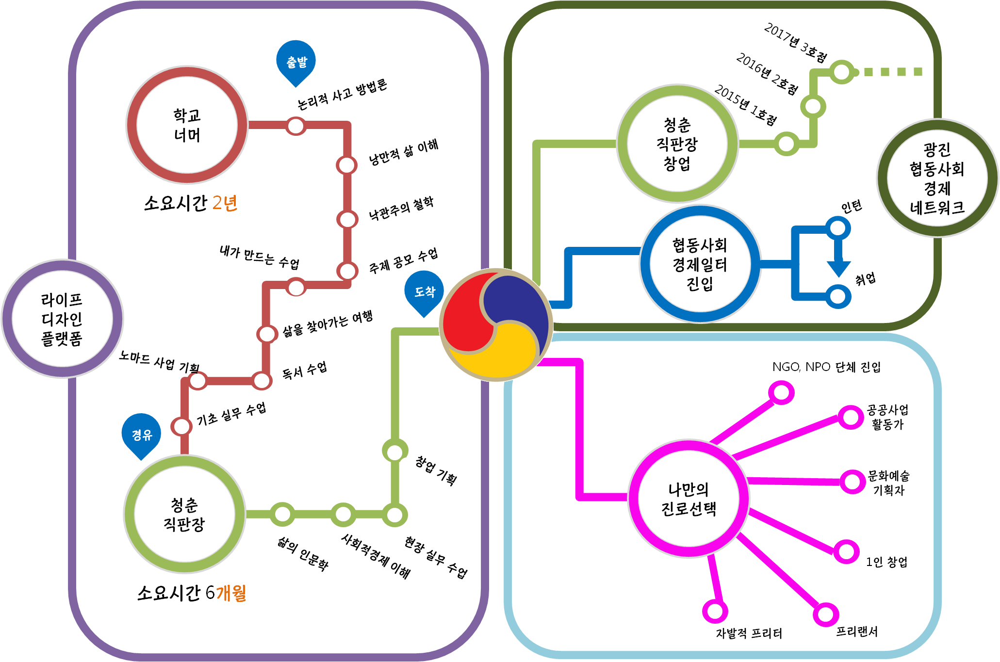 출발
논리적 사고 방법론
학교
너머
소요시간 2년
낭만적 삶 이해
낙관주의 철학
주제 공모 수업
내가 만드는 수업
삶을 찾아가는 여행
독서 수업
노마드 사업 기획
기초 실무 수업
라이프
디자인
플랫폼
경유
청춘
직판장
소요시간 6개월
삶의 인문학
사회적경제 이해
현장 실무 수업
창업 기획
도착
청춘
직판장
창업
2015년 1호점
2016년 2호점
2017년 3호점
광진
협동사회
경제
네트워크
협동사회
경제일터
진입
인턴
취업
나만의
진로선택
NGO, NPO 단체 진입
공공사업
활동가
문화예술
기획자
1인 창업
프리랜서
자발적 프리터